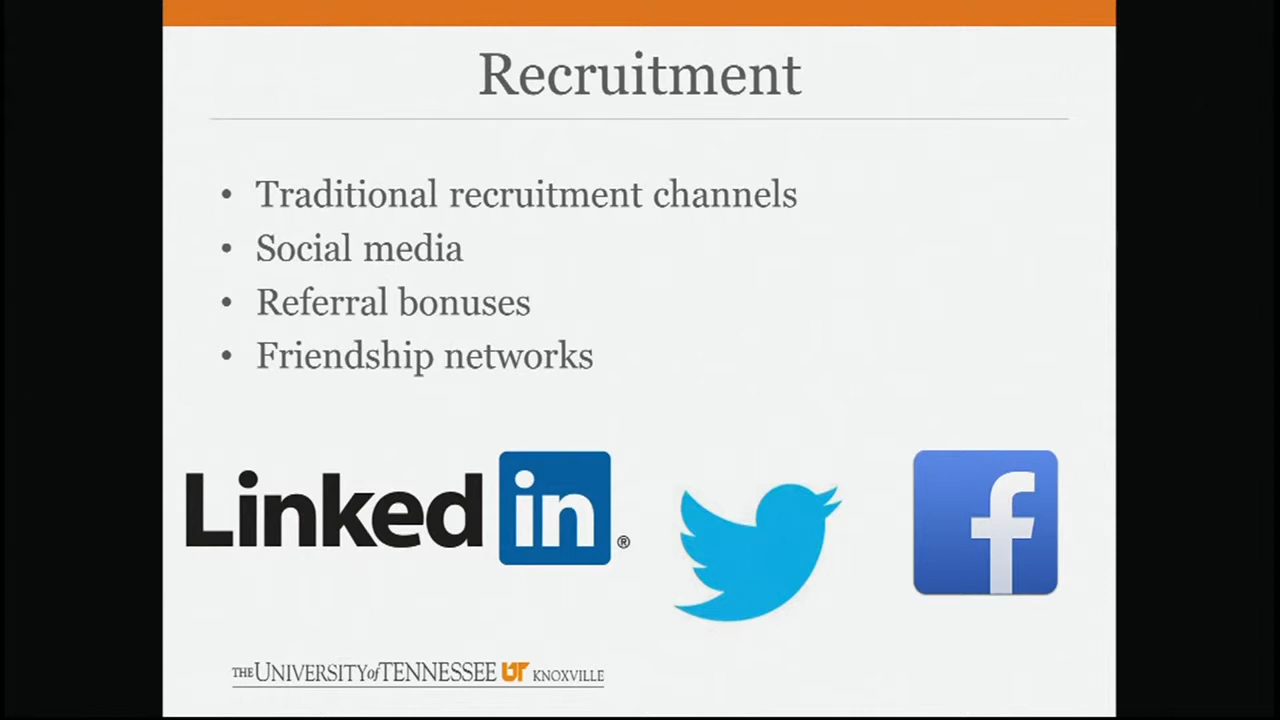 Recruitment
• Traditional recruitment channels
• Social media
• Referral bonuses
• Friendship networks
Linked in ®
f
THE UNIVERSITY of TENNESSEE UT KNOXVILLE